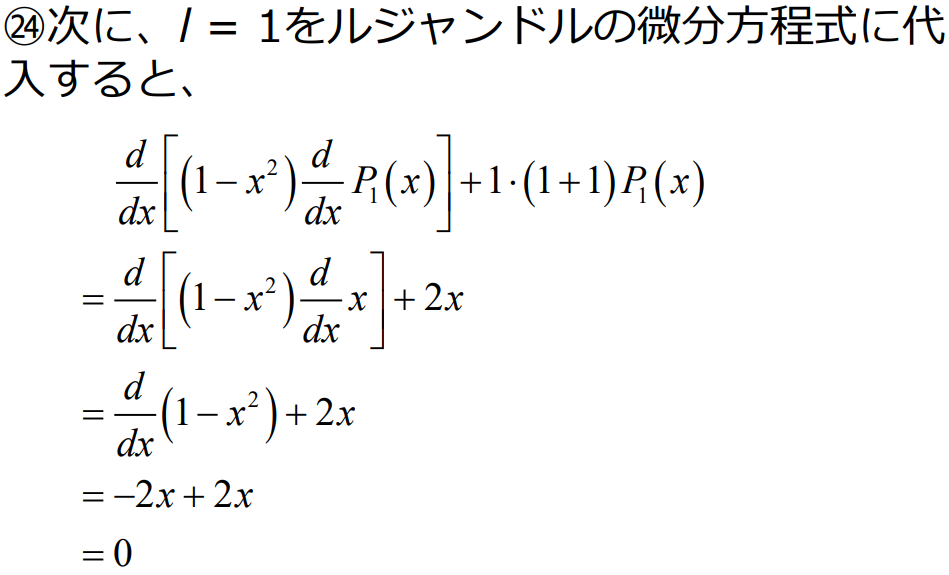 ㉔次に、l = 1をルジャンドルの微分方程式に代
入すると、
d/dx[(1−x²)d/dx P₁(x)]+1·(1+1)P₁(x)
=d/dx[(1−x²)d/dx x]+2x
=d/dx(1−x²)+2x
=−2x+2x
=0